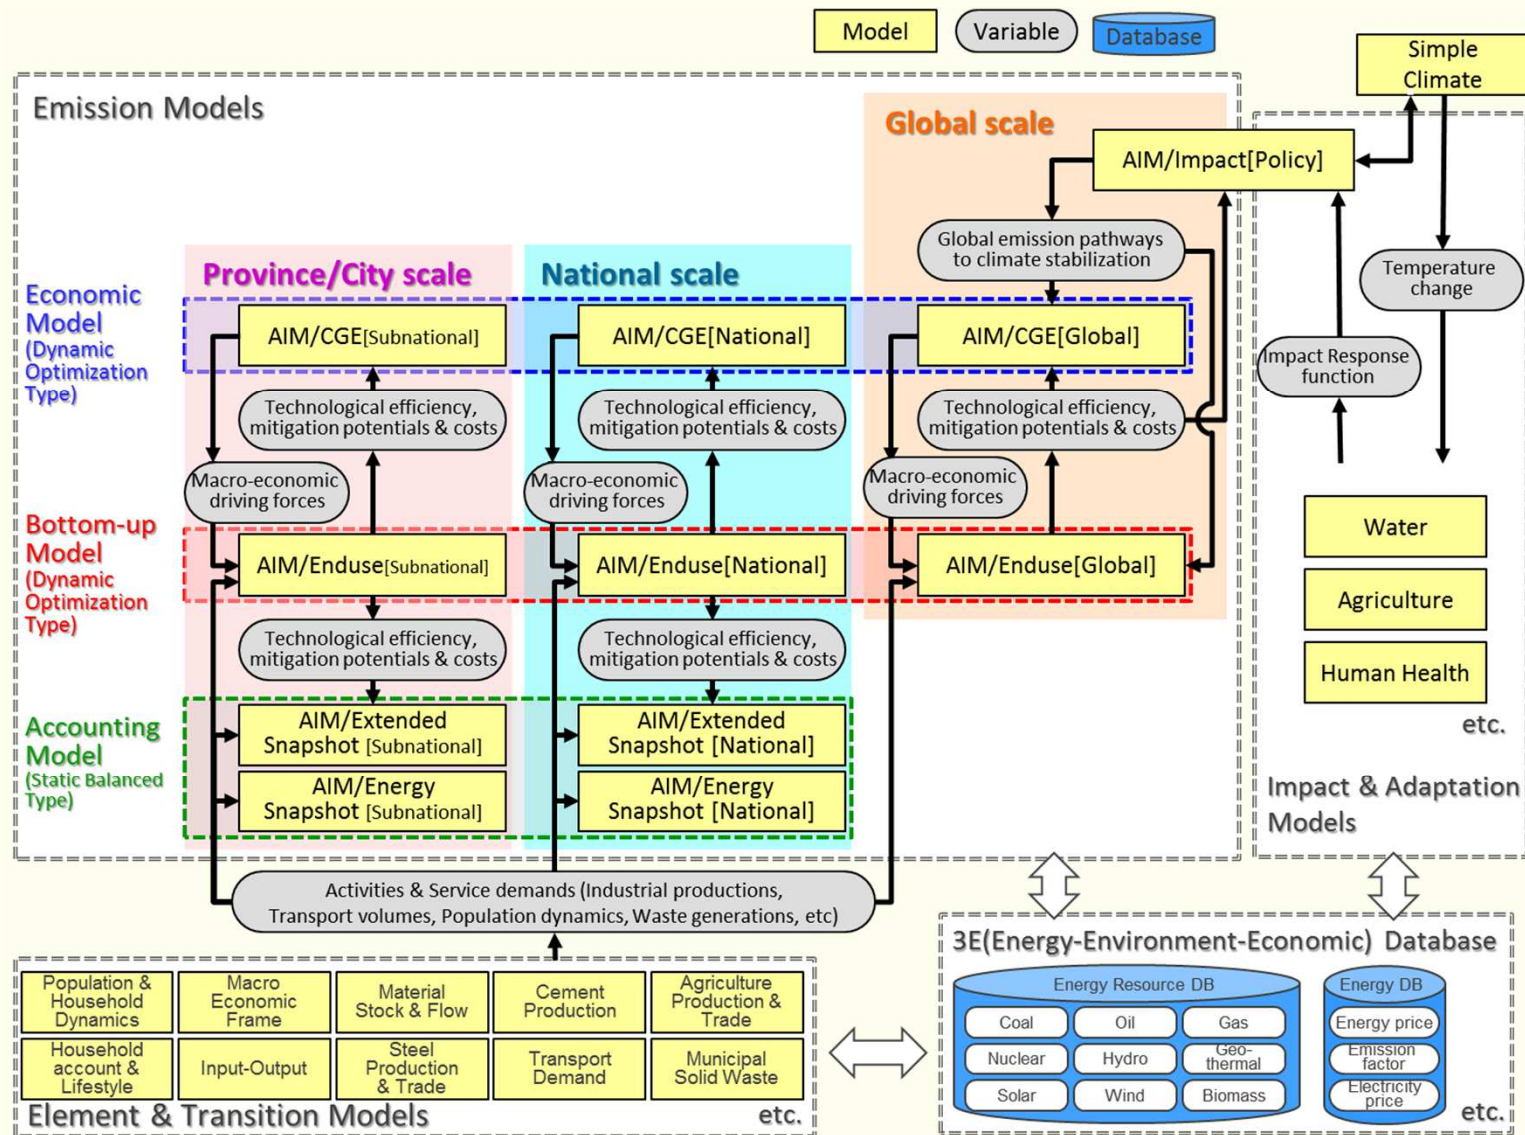 Model
Variable
Database
Simple
Climate
Emission Models
Global scale
AIM/Impact[Policy]
Global emission pathways
to climate stabilization
Temperature
change
Province/City scale
National scale
Economic
Model
(Dynamic
Optimization
Type)
AIM/CGE[Subnational]
AIM/CGE[National]
AIM/CGE[Global]
Impact Response
function
Technological efficiency,
mitigation potentials & costs
Technological efficiency,
mitigation potentials & costs
Technological efficiency,
mitigation potentials & costs
Macro-economic
driving forces
Macro-economic
driving forces
Macro-economic
driving forces
Bottom-up
Model
(Dynamic
Optimization
Type)
AIM/Enduse[Subnational]
AIM/Enduse[National]
AIM/Enduse[Global]
Water
Agriculture
Human Health
etc.
Impact & Adaptation
Models
Technological efficiency,
mitigation potentials & costs
Technological efficiency,
mitigation potentials & costs
Accounting
Model
(Static Balanced
Type)
AIM/Extended
Snapshot [Subnational]
AIM/Extended
Snapshot [National]
AIM/Energy
Snapshot [Subnational]
AIM/Energy
Snapshot [National]
Activities & Service demands (Industrial productions,
Transport volumes, Population dynamics, Waste generations, etc)
Population &
Household
Dynamics
Macro
Economic
Frame
Material
Stock & Flow
Cement
Production
Agriculture
Production &
Trade
Household
account &
Lifestyle
Input-Output
Steel
Production
& Trade
Transport
Demand
Municipal
Solid Waste
Element & Transition Models
etc.
3E(Energy-Environment-Economic) Database
Energy Resource DB
Coal
Oil
Gas
Nuclear
Hydro
Geo-
thermal
Solar
Wind
Biomass
Energy DB
Energy price
Emission
factor
Electricity
price
etc.